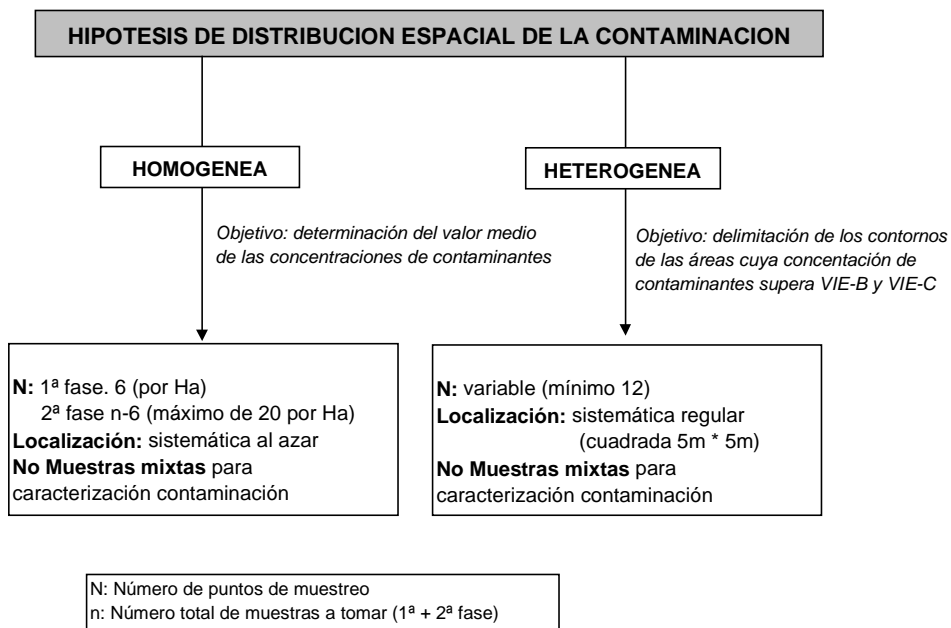 HIPOTESIS DE DISTRIBUCION ESPACIAL DE LA CONTAMINACION
HOMOGENEA
HETEROGENEA
Objetivo: determinación del valor medio
de las concentraciones de contaminantes
Objetivo: delimitación de los contornos
de las áreas cuya concentación de
contaminantes supera VIE-B y VIE-C
N: 1ª fase. 6 (por Ha)
2ª fase n-6 (máximo de 20 por Ha)
Localización: sistemática al azar
No Muestras mixtas para
caracterización contaminación
N: variable (mínimo 12)
Localización: sistemática regular
(cuadrada 5m * 5m)
No Muestras mixtas para
caracterización contaminación
N: Número de puntos de muestreo
n: Número total de muestras a tomar (1ª + 2ª fase)